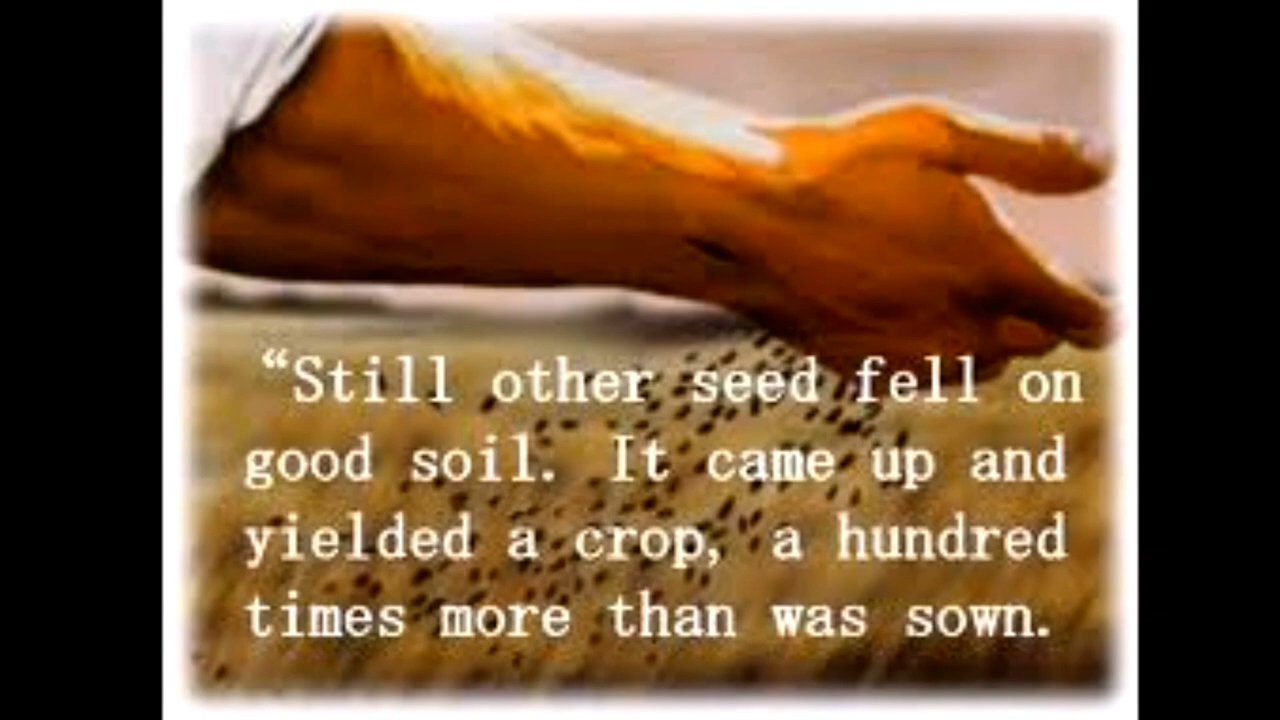 “Still other seed fell on
good soil. It came up and
yielded a crop, a hundred
times more than was sown.